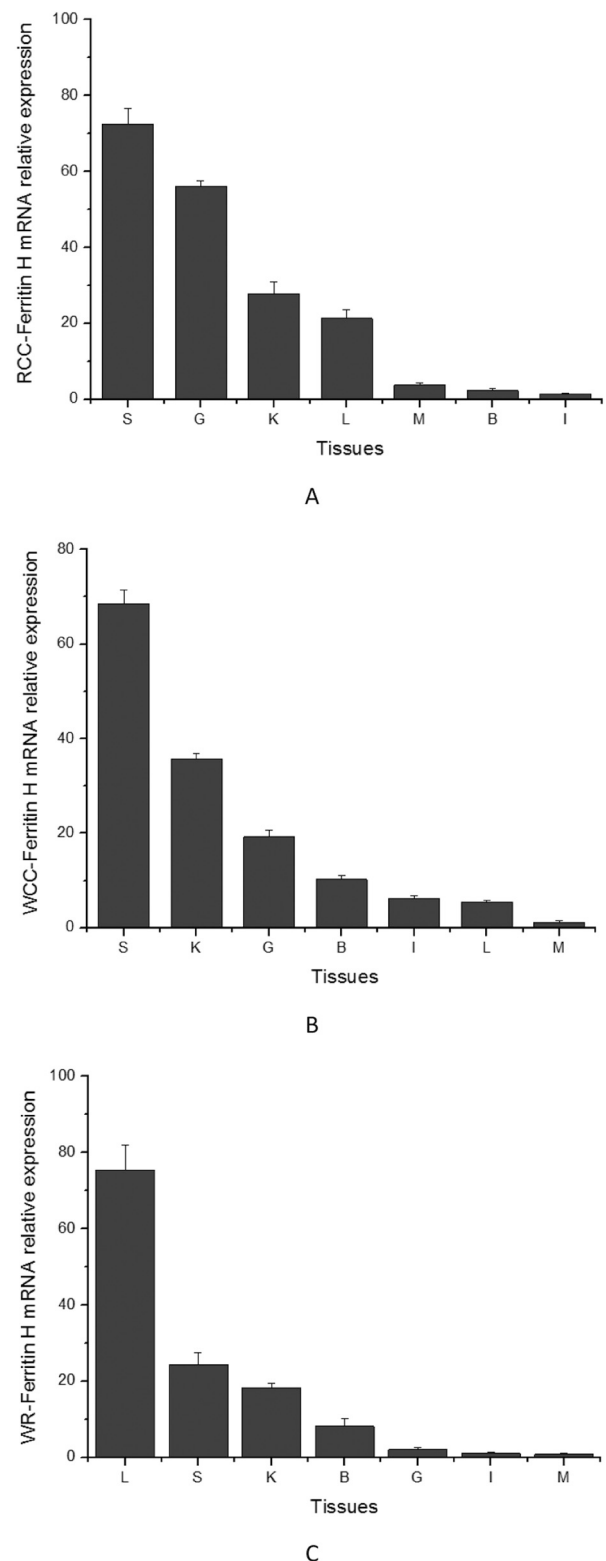 RCC-Ferritin H mRNA relative expression
100
80
60
40
20
0
S G K L M B I
Tissues
A
WCC-Ferritin H mRNA relative expression
80
60
40
20
0
S K G B I L M
Tissues
B
WR-Ferritin H mRNA relative expression
100
80
60
40
20
0
L S K B G I M
Tissues
C